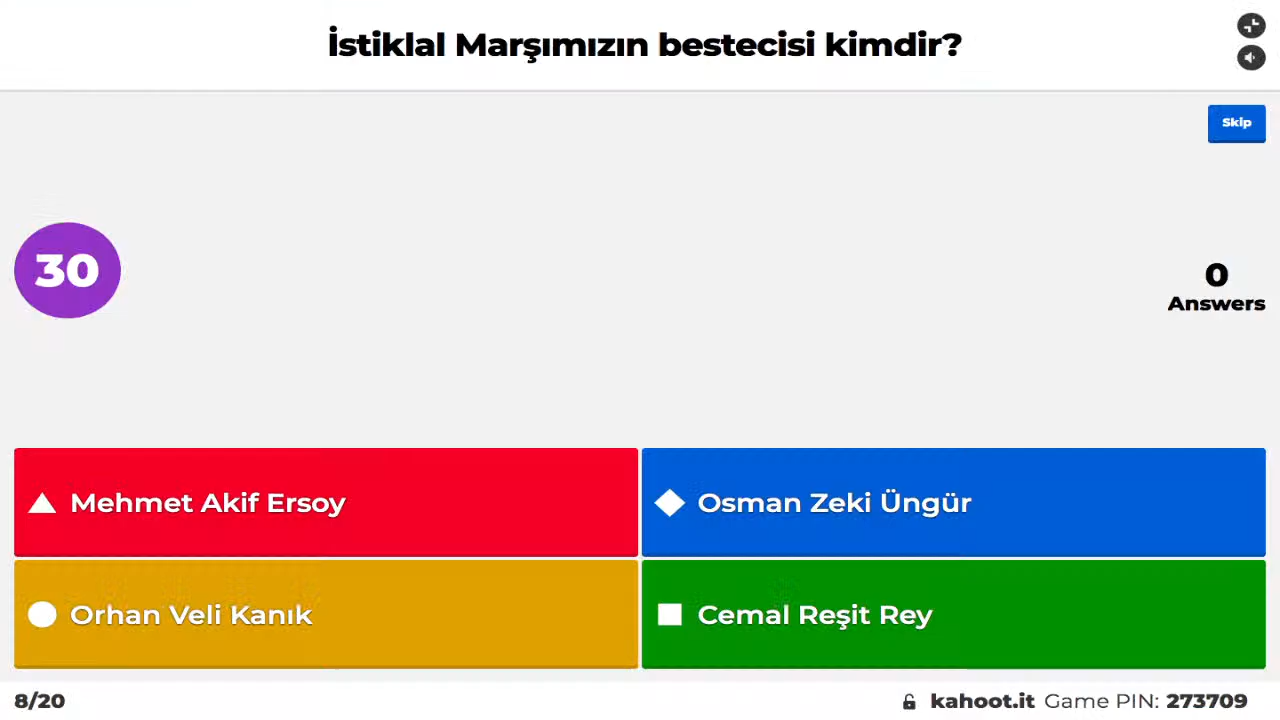 İstiklal Marşımızın bestecisi kimdir?
Skip
30
0
Answers
Mehmet Akif Ersoy
Osman Zeki Üngür
Orhan Veli Kanık
Cemal Reşit Rey
8/20
kahoot.it Game PIN: 273709